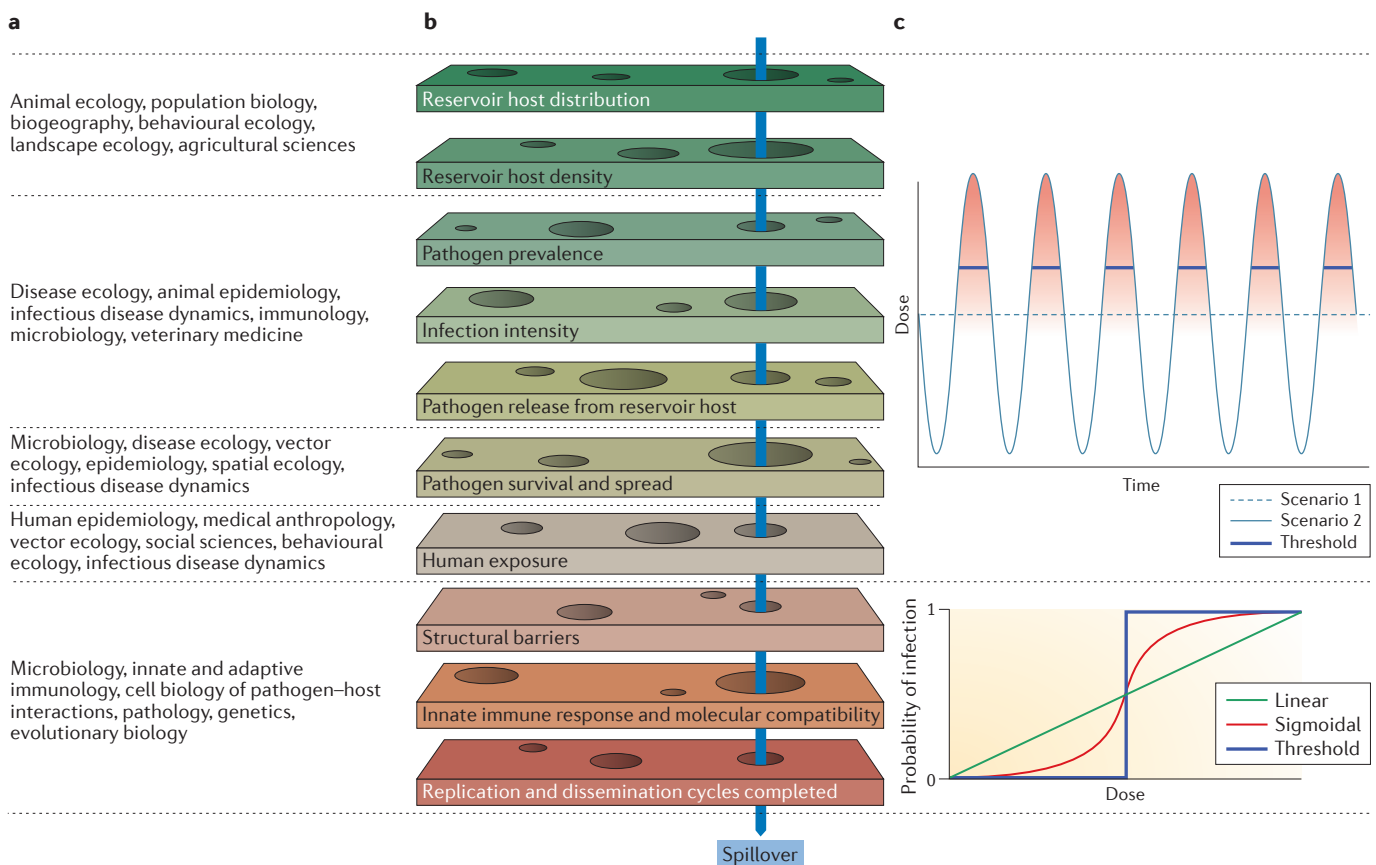 a
Animal ecology, population biology,
biogeography, behavioural ecology,
landscape ecology, agricultural sciences
Disease ecology, animal epidemiology,
infectious disease dynamics, immunology,
microbiology, veterinary medicine
Microbiology, disease ecology, vector
ecology, epidemiology, spatial ecology,
infectious disease dynamics
Human epidemiology, medical anthropology,
vector ecology, social sciences, behavioural
ecology, infectious disease dynamics
Microbiology, innate and adaptive
immunology, cell biology of pathogen–host
interactions, pathology, genetics,
evolutionary biology
b
Reservoir host distribution
Reservoir host density
Pathogen prevalence
Infection intensity
Pathogen release from reservoir host
Pathogen survival and spread
Human exposure
Structural barriers
Innate immune response and molecular compatibility
Replication and dissemination cycles completed
Spillover
c
Dose
Time
Scenario 1
Scenario 2
Threshold
Probability of infection
1
0
Dose
Linear
Sigmoidal
Threshold